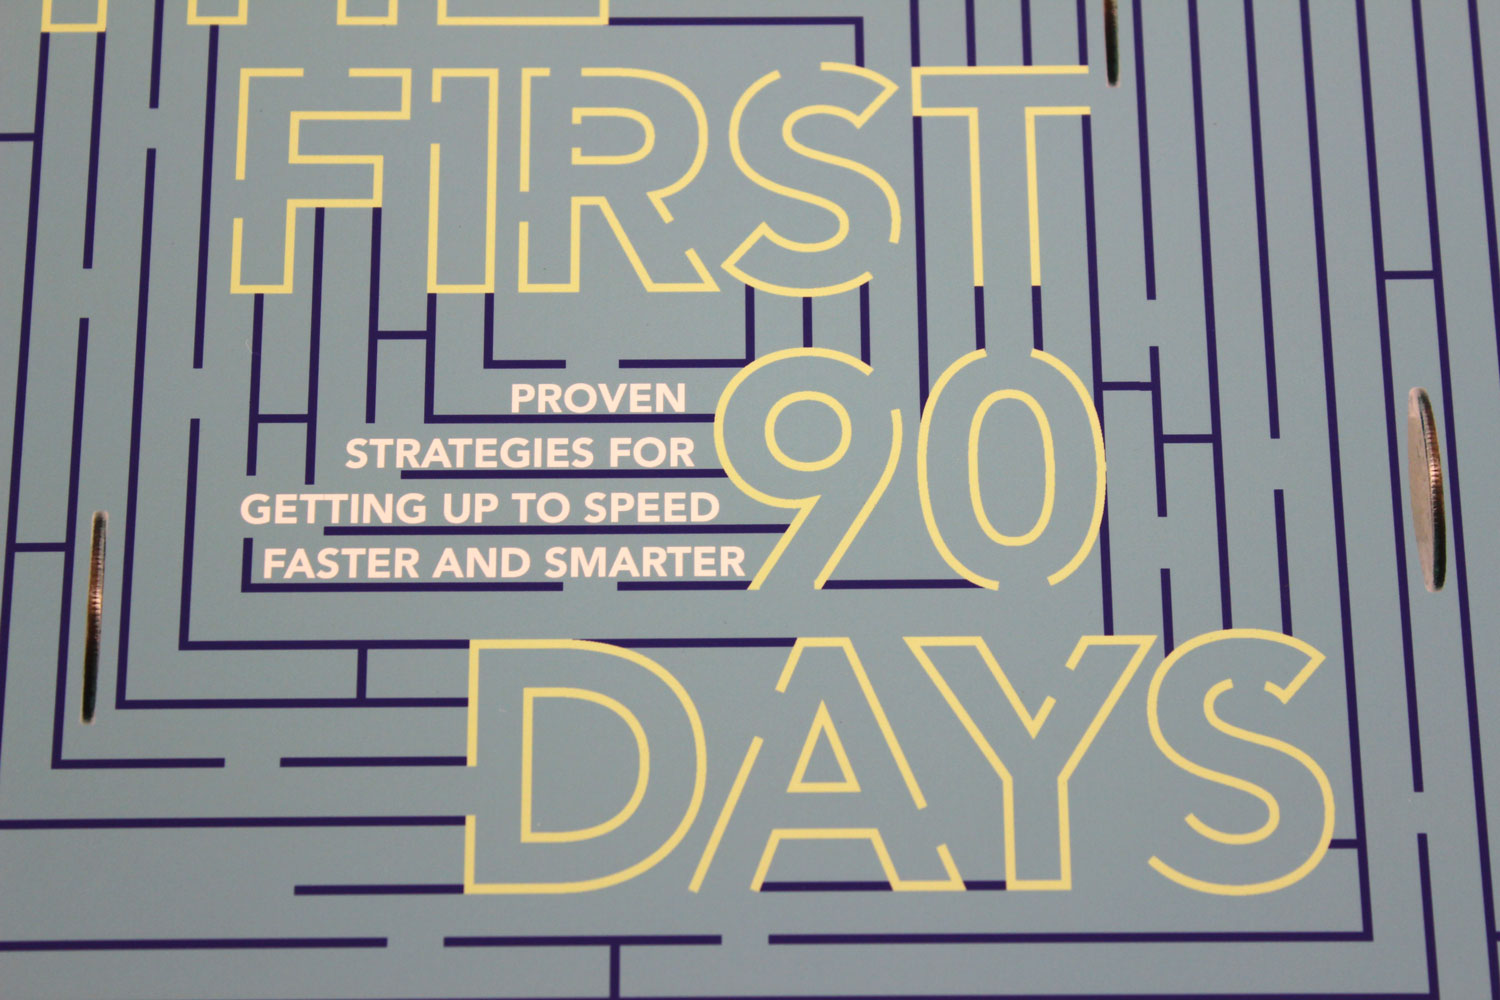 FIRST
90
PROVEN
STRATEGIES FOR
GETTING UP TO SPEED
FASTER AND SMARTER
DAYS